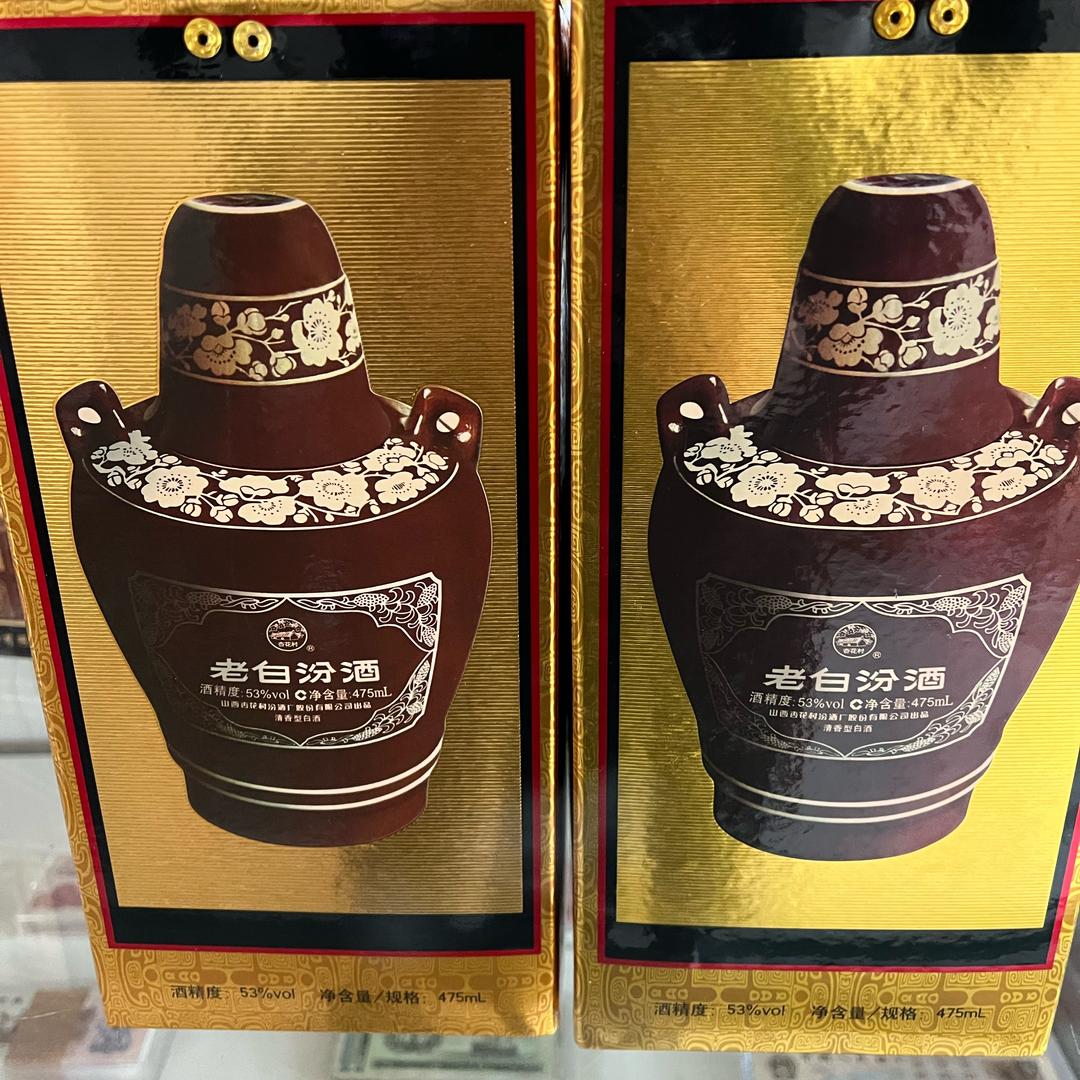 杏花村
®
老白汾酒
酒精度:53%vol C净含量:475mL
山西杏花村汾酒厂股份有限公司出品
清香型白酒
酒精度：53%vol 净含量/规格：475mL
杏花村
®
老白汾酒
酒精度:53%vol C净含量:475mL
山西杏花村汾酒厂股份有限公司出品
清香型白酒
酒精度：53%vol 净含量/规格：475mL